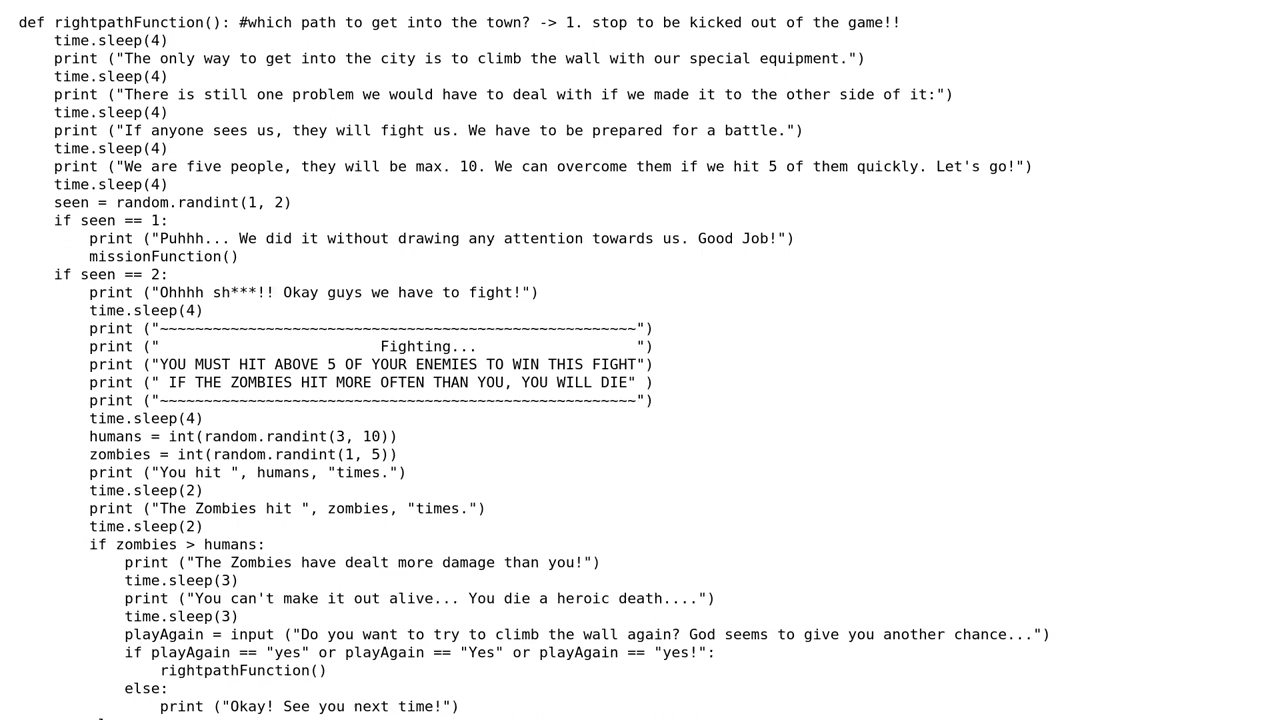 def rightpathFunction(): #which path to get into the town? -> 1. stop to be kicked out of the game!!
    time.sleep(4)
    print ("The only way to get into the city is to climb the wall with our special equipment.")
    time.sleep(4)
    print ("There is still one problem we would have to deal with if we made it to the other side of it:")
    time.sleep(4)
    print ("If anyone sees us, they will fight us. We have to be prepared for a battle.")
    time.sleep(4)
    print ("We are five people, they will be max. 10. We can overcome them if we hit 5 of them quickly. Let's go!")
    time.sleep(4)
    seen = random.randint(1, 2)
    if seen == 1:
        print ("Puhhh... We did it without drawing any attention towards us. Good Job!")
        missionFunction()
    if seen == 2:
        print ("Ohhhh sh***!! Okay guys we have to fight!")
        time.sleep(4)
        print ("~~~~~~~~~~~~~~~~~~~~~~~~~~~~~~~~~~~~~~~~~~~~~~~~~~~~~~")
        print ("                         Fighting...                  ")
        print ("YOU MUST HIT ABOVE 5 OF YOUR ENEMIES TO WIN THIS FIGHT")
        print (" IF THE ZOMBIES HIT MORE OFTEN THAN YOU, YOU WILL DIE" )
        print ("~~~~~~~~~~~~~~~~~~~~~~~~~~~~~~~~~~~~~~~~~~~~~~~~~~~~~~")
        time.sleep(4)
        humans = int(random.randint(3, 10))
        zombies = int(random.randint(1, 5))
        print ("You hit ", humans, "times.")
        time.sleep(2)
        print ("The Zombies hit ", zombies, "times.")
        time.sleep(2)
        if zombies > humans:
            print ("The Zombies have dealt more damage than you!")
            time.sleep(3)
            print ("You can't make it out alive... You die a heroic death....")
            time.sleep(3)
            playAgain = input ("Do you want to try to climb the wall again? God seems to give you another chance...")
            if playAgain == "yes" or playAgain == "Yes" or playAgain == "yes!":
                rightpathFunction()
            else:
                print ("Okay! See you next time!")